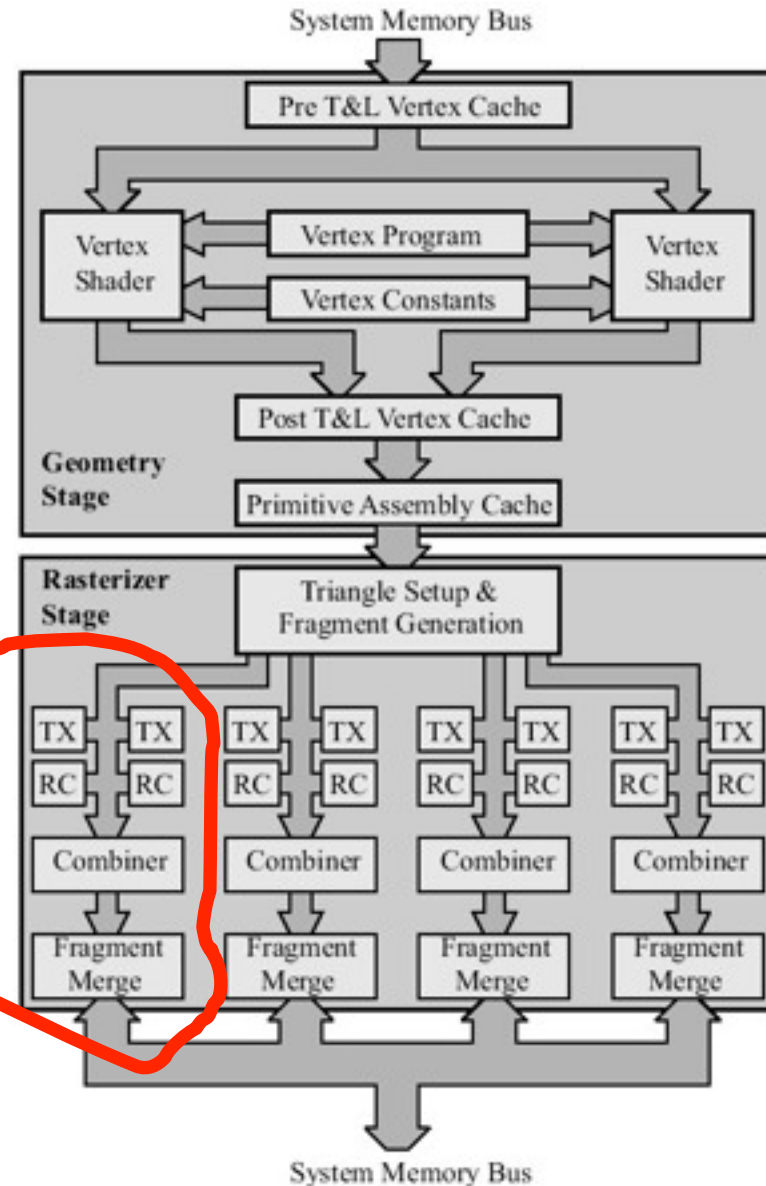 System Memory Bus
Pre T&L Vertex Cache
Vertex
Shader
Vertex Program
Vertex Constants
Vertex
Shader
Post T&L Vertex Cache
Geometry
Stage
Primitive Assembly Cache
Rasterizer
Stage
Triangle Setup &
Fragment Generation
TX TX TX TX TX TX TX TX
RC RC RC RC RC RC RC RC
Combiner Combiner Combiner Combiner
Fragment Fragment Fragment Fragment
Merge Merge Merge Merge
System Memory Bus